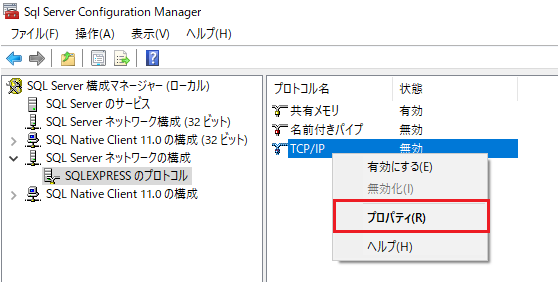 Sql Server Configuration Manager
ファイル(F) 操作(A) 表示(V) ヘルプ(H)
SQL Server 構成マネージャー (ローカル)
SQL Server のサービス
SQL Server ネットワーク構成 (32 ビット)
SQL Native Client 11.0 の構成 (32 ビット)
SQL Server ネットワークの構成
SQLEXPRESS のプロトコル
SQL Native Client 11.0 の構成
プロトコル名 状態
共有メモリ 有効
名前付きパイプ 無効
TCP/IP 無効
有効にする(E)
無効化(I)
プロパティ(R)
ヘルプ(H)